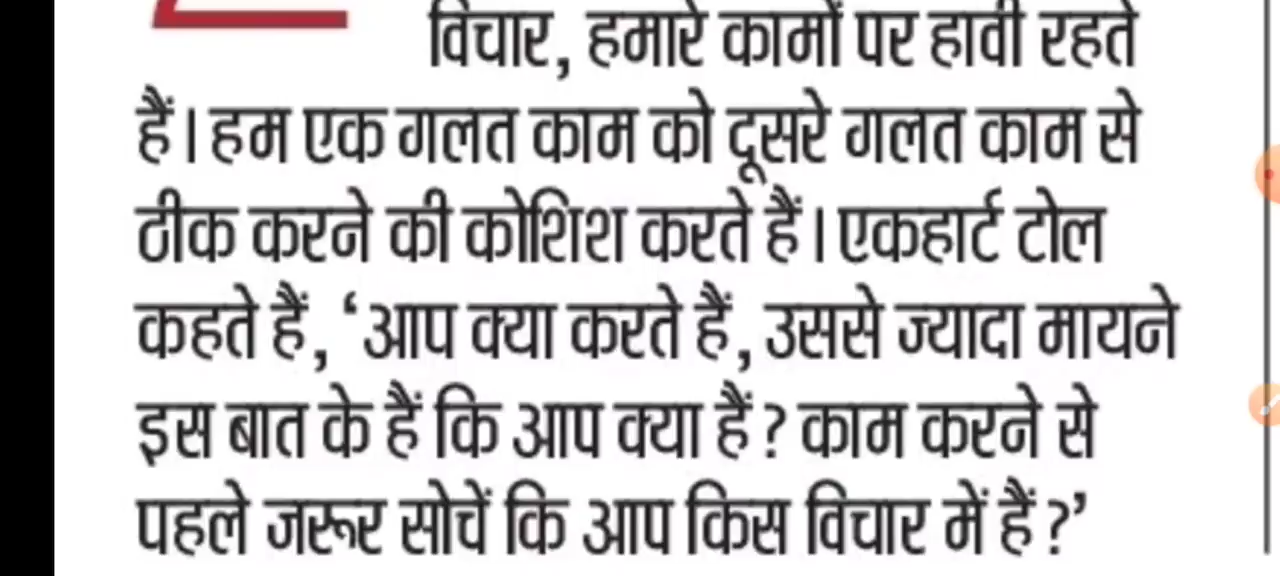 विचार, हमारे कामों पर हावी रहते
हैं। हम एक गलत काम को दूसरे गलत काम से
ठीक करने की कोशिश करते हैं। एकहार्ट टोल
कहते हैं, ‘आप क्या करते हैं, उससे ज्यादा मायने
इस बात के हैं कि आप क्या हैं? काम करने से
पहले जरूर सोचें कि आप किस विचार में हैं?’